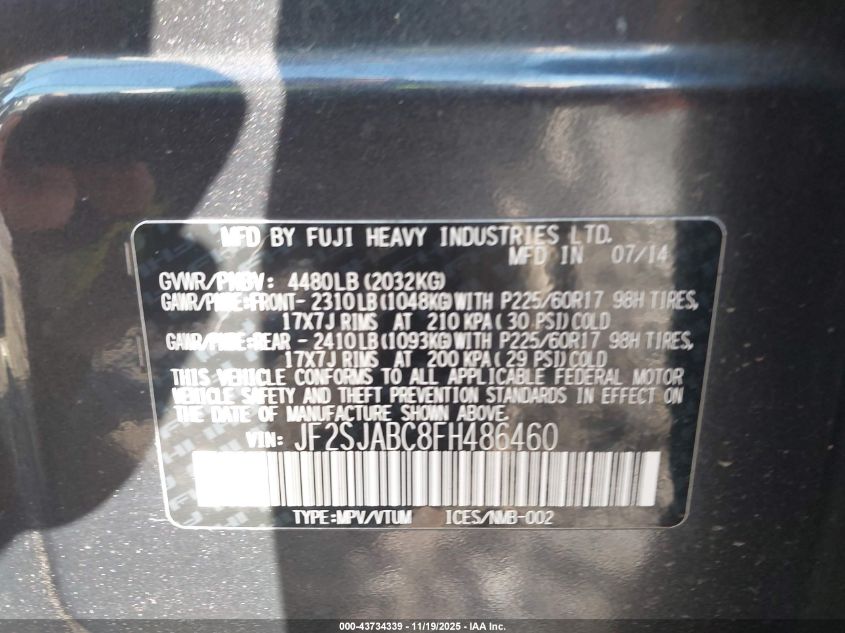 MFD BY FUJI HEAVY INDUSTRIES LTD.
MFD IN 07/14
GVWR/PNBV: 4480LB(2032KG)
GAWR/PNBE:FRONT- 2310LB(1048KG)WITH P225/60R17 98H TIRES,
17X7J RIMS AT 210 KPA( 30 PSI)COLD
GAWR/PNBE:REAR - 2410LB(1093KG)WITH P225/60R17 98H TIRES,
17X7J RIMS AT 200 KPA( 29 PSI)COLD
THIS VEHICLE CONFORMS TO ALL APPLICABLE FEDERAL MOTOR
VEHICLE SAFETY AND THEFT PREVENTION STANDARDS IN EFFECT ON
THE DATE OF MANUFACTURE SHOWN ABOVE.
VIN: JF2SJABC8FH486460
TYPE:MPV/VTUM ICES/NMB-002
000-43734339 - 11/19/2025 - IAA Inc.